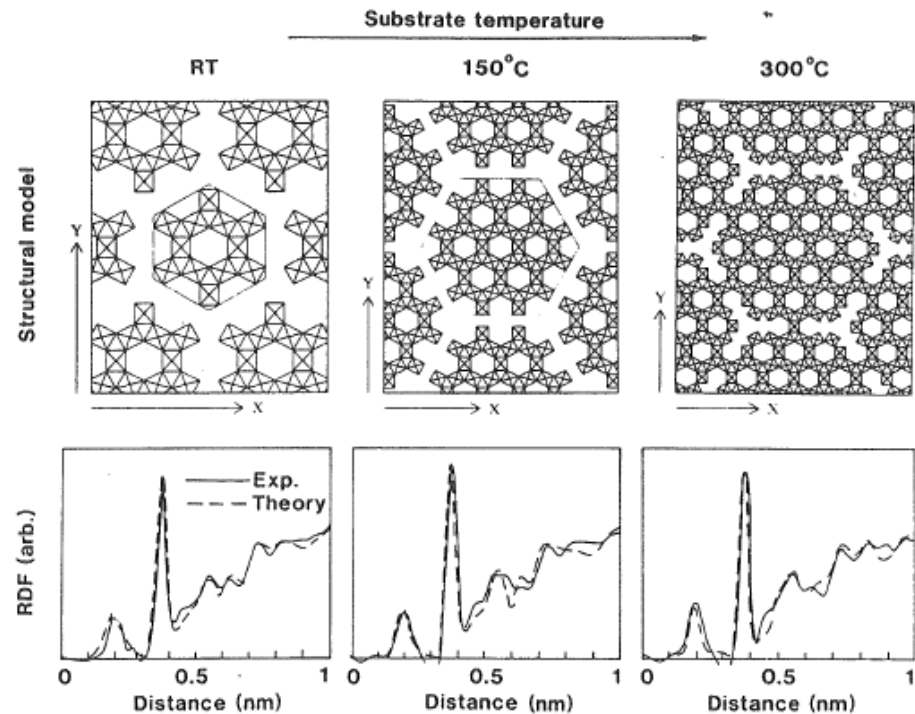 Substrate temperature
RT
150°C
300°C
Structural model
Y
X
Y
X
Y
X
RDF (arb.)
Exp.
Theory
0
0.5
1
0
0.5
1
0
0.5
1
Distance (nm)
Distance (nm)
Distance (nm)